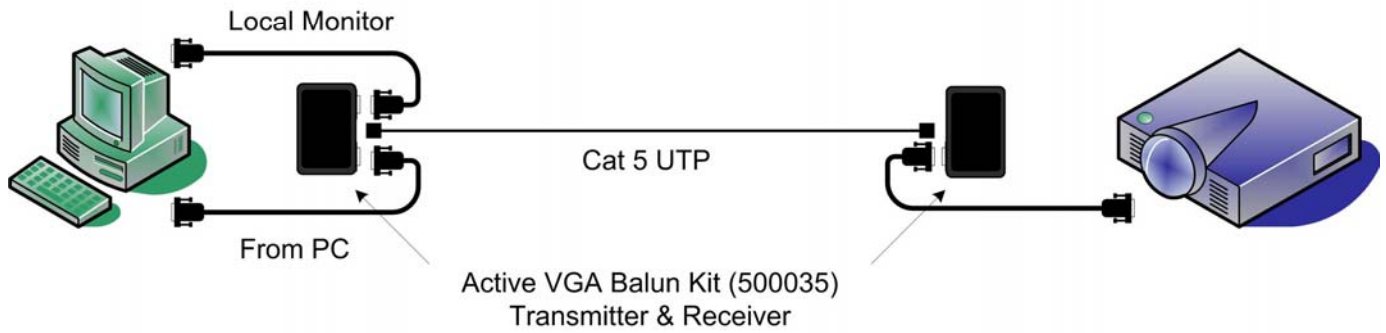 Local Monitor
Cat 5 UTP
From PC
Active VGA Balun Kit (500035)
Transmitter & Receiver